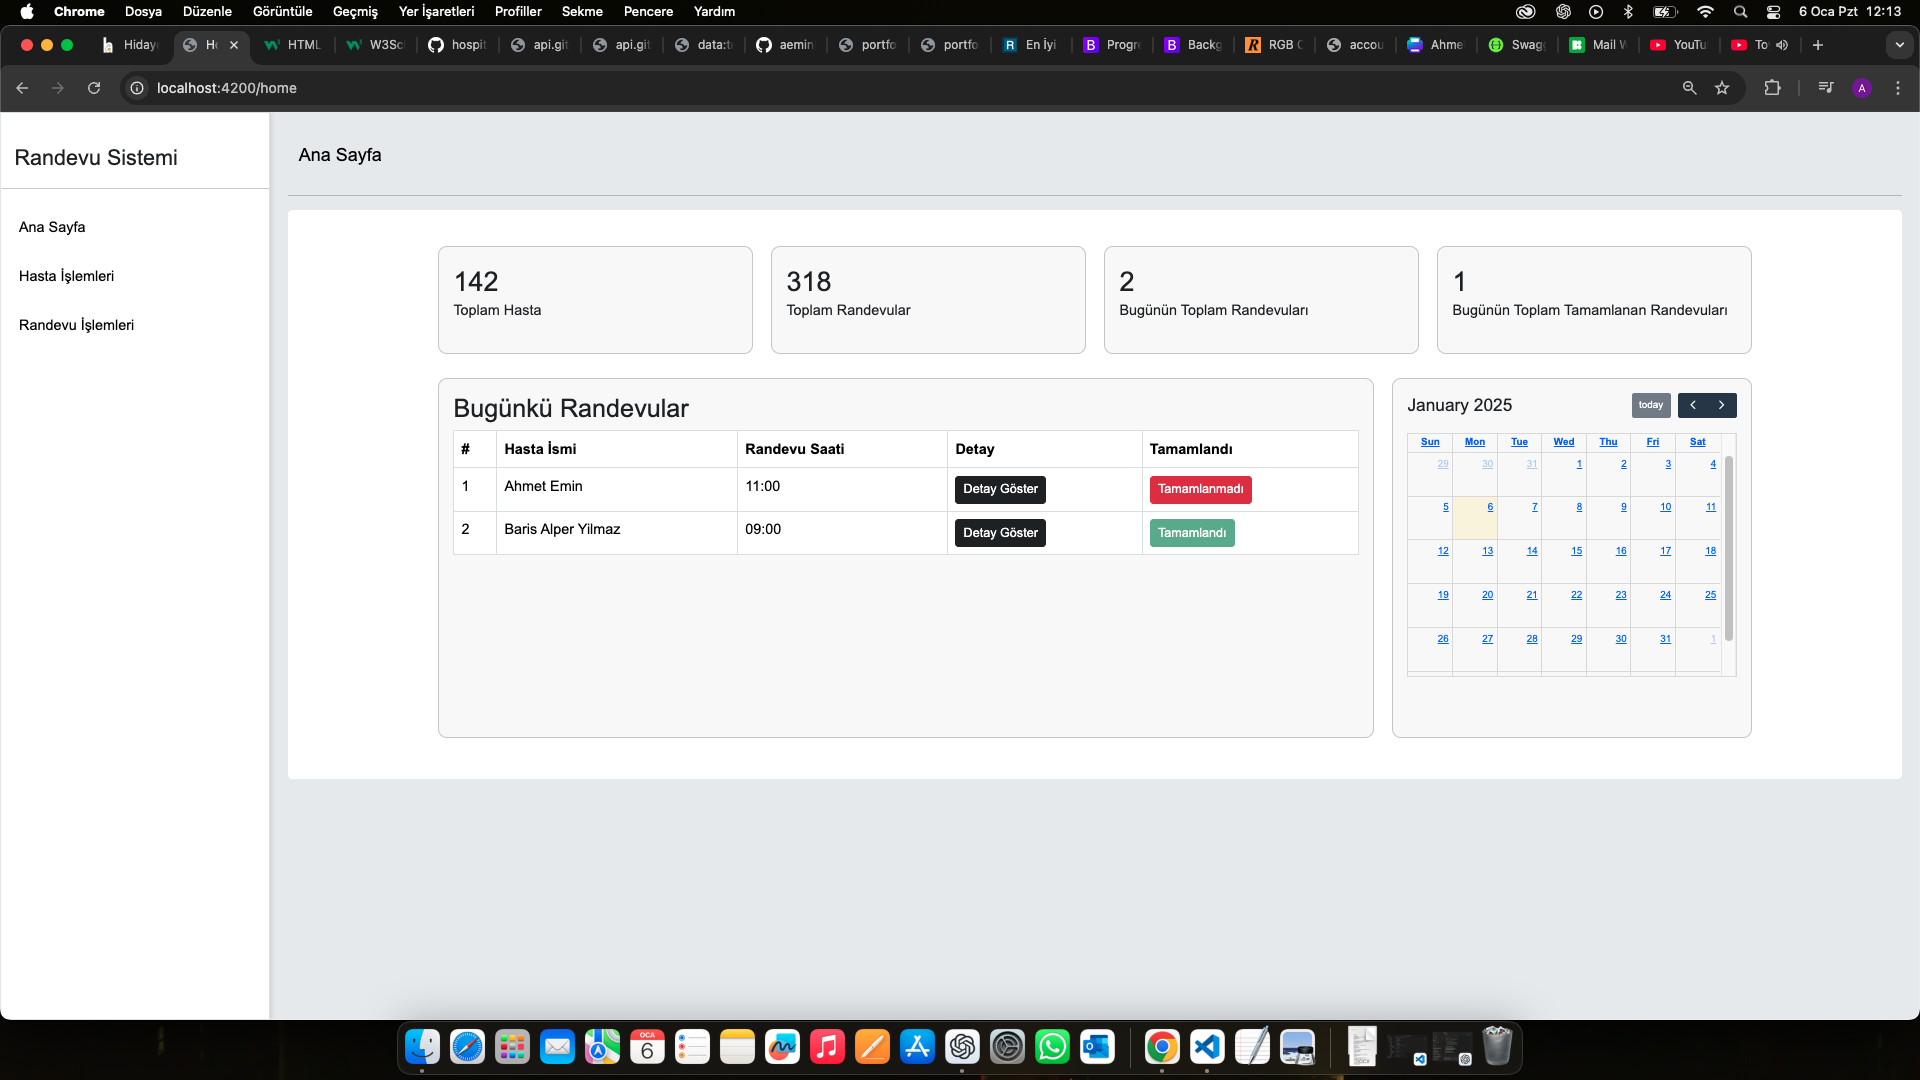 Chrome Dosya Düzenle Görüntüle Geçmiş Yer İşaretleri Profiller Sekme Pencere Yardım 6 Oca Pzt 12:13
Hiday HTML W3Sc hospit api.git api.git data:t aemin portfo portfo En İyi Progr Backg RGB C accou Ahme Swag Mail W YouTu To
localhost:4200/home A
Randevu Sistemi
Ana Sayfa
Hasta İşlemleri
Randevu İşlemleri
Ana Sayfa
142
Toplam Hasta
318
Toplam Randevular
2
Bugünün Toplam Randevuları
1
Bugünün Toplam Tamamlanan Randevuları
Bugünkü Randevular
# Hasta İsmi Randevu Saati Detay Tamamlandı
1 Ahmet Emin 11:00 Detay Göster Tamamlanmadı
2 Baris Alper Yilmaz 09:00 Detay Göster Tamamlandı
January 2025 today
Sun Mon Tue Wed Thu Fri Sat
29 30 31 1 2 3 4
5 6 7 8 9 10 11
12 13 14 15 16 17 18
19 20 21 22 23 24 25
26 27 28 29 30 31 1
OCA
6